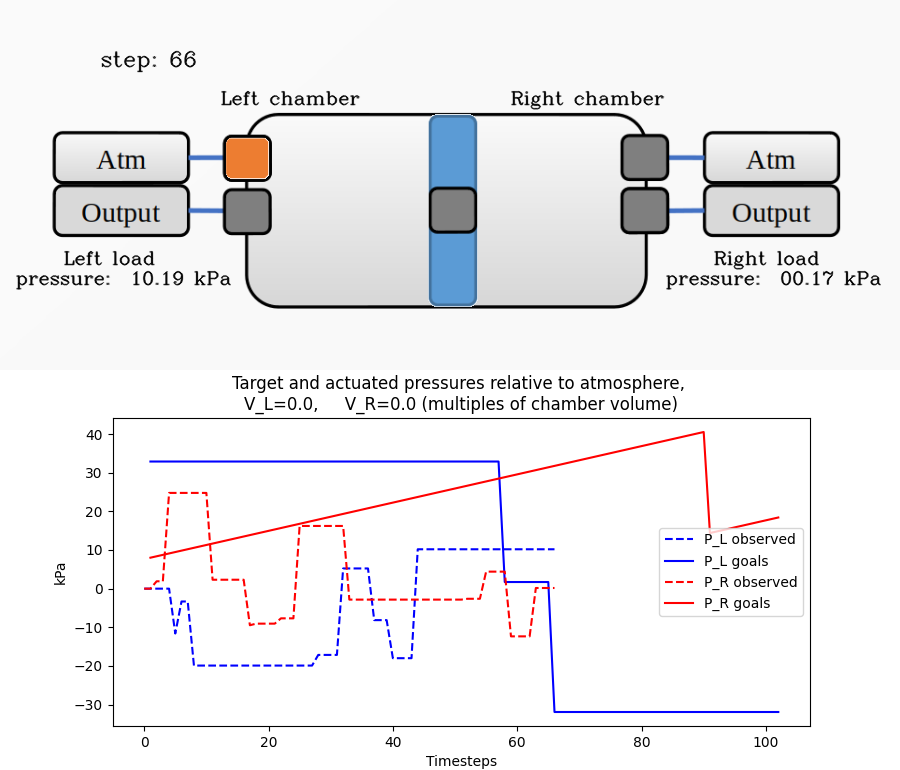 step: 66
Left chamber
Right chamber
Atm
Atm
Output
Output
Left load
pressure: 10.19 kPa
Right load
pressure: 00.17 kPa
Target and actuated pressures relative to atmosphere,
V_L=0.0, V_R=0.0 (multiples of chamber volume)
kPa
40
30
20
10
0
−10
−20
−30
P_L observed
P_L goals
P_R observed
P_R goals
0 20 40 60 80 100
Timesteps